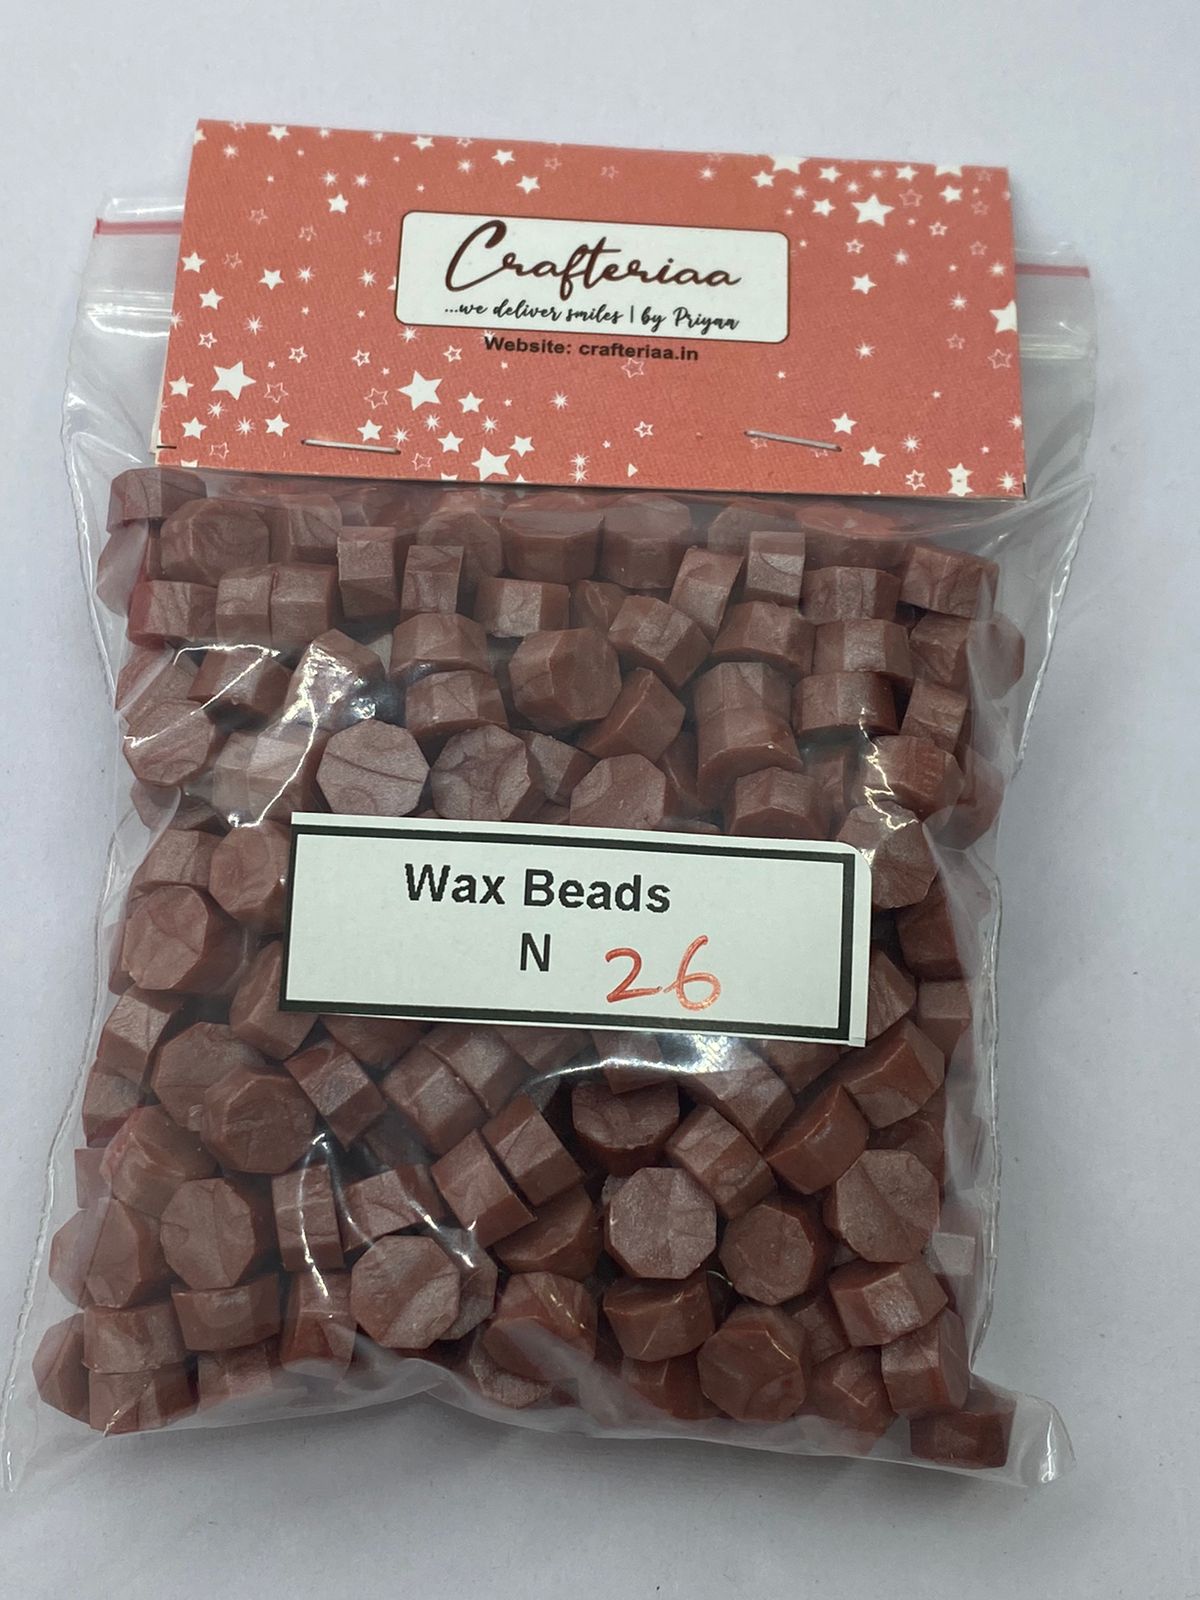 Crafteriaa
...we deliver smiles | by Priyaa
Website: crafteriaa.in
Wax Beads
N 26